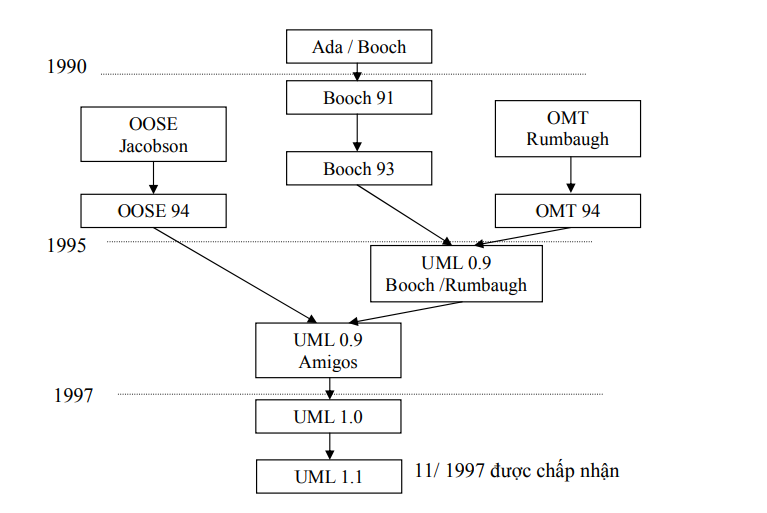 Ada / Booch
1990
Booch 91
OOSE
Jacobson
OMT
Rumbaugh
Booch 93
OOSE 94
OMT 94
1995
UML 0.9
Booch /Rumbaugh
UML 0.9
Amigos
1997
UML 1.0
UML 1.1
11/ 1997 được chấp nhận